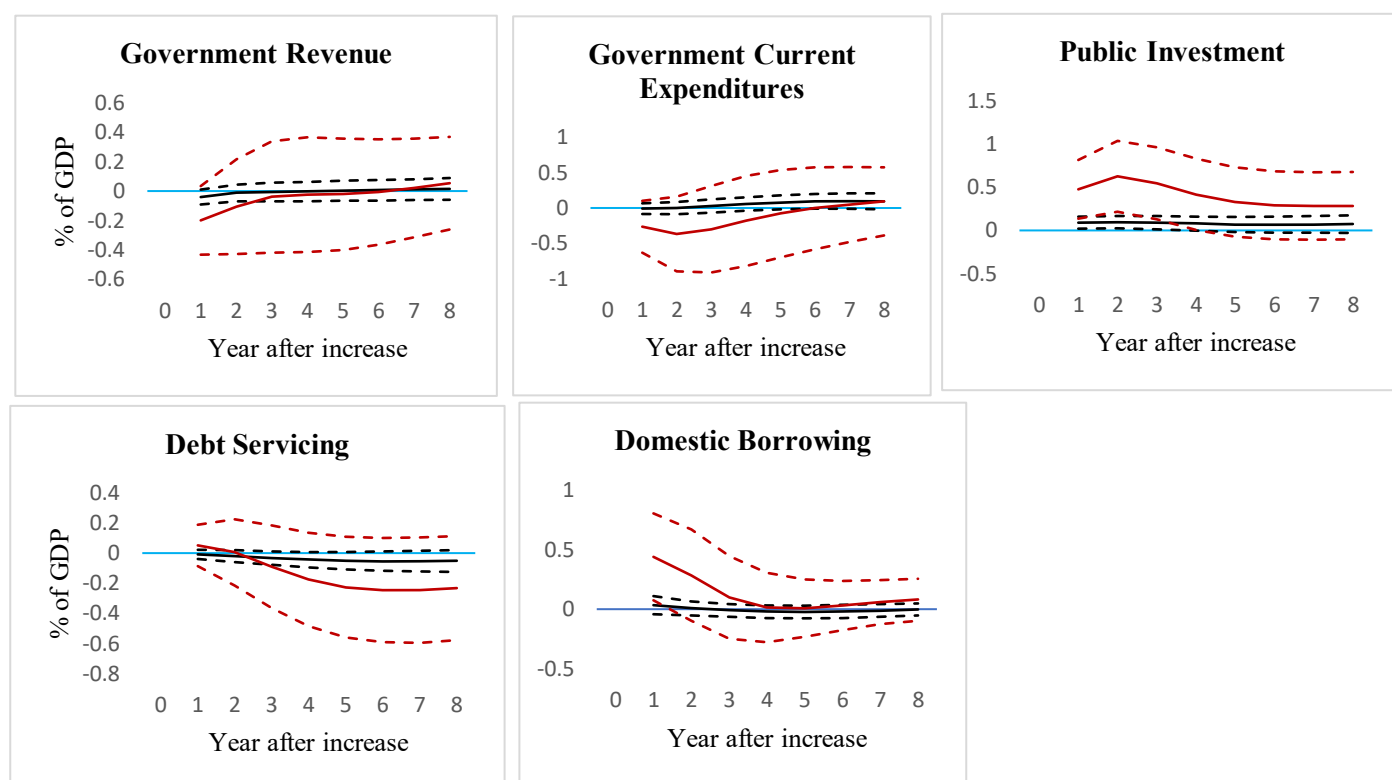 Government Revenue
% of GDP
0.6
0.4
0.2
0
-0.2
-0.4
-0.6
0 1 2 3 4 5 6 7 8
Year after increase
Government Current
Expenditures
1
0.5
0
-0.5
-1
0 1 2 3 4 5 6 7 8
Year after increase
Public Investment
1.5
1
0.5
0
-0.5
0 1 2 3 4 5 6 7 8
Year after increase
Debt Servicing
% of GDP
0.4
0.2
0
-0.2
-0.4
-0.6
-0.8
0 1 2 3 4 5 6 7 8
Year after increase
Domestic Borrowing
1
0.5
0
-0.5
0 1 2 3 4 5 6 7 8
Year after increase